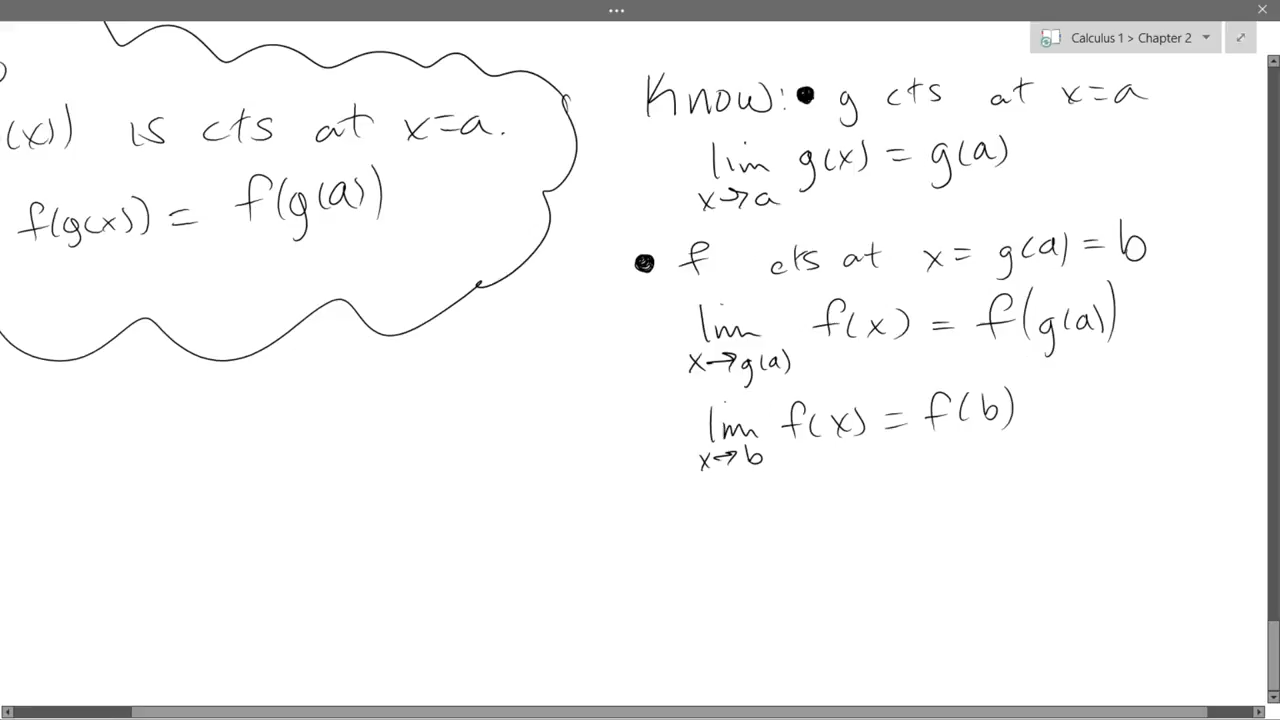 Calculus 1 > Chapter 2
(x)) is cts at x=a.
f(g(x)) = f(g(a))
Know: • g cts at x=a
lim g(x) = g(a)
x→a
• f cts at x = g(a) = b
lim f(x) = f(g(a))
x→g(a)
lim f(x) = f(b)
x→b